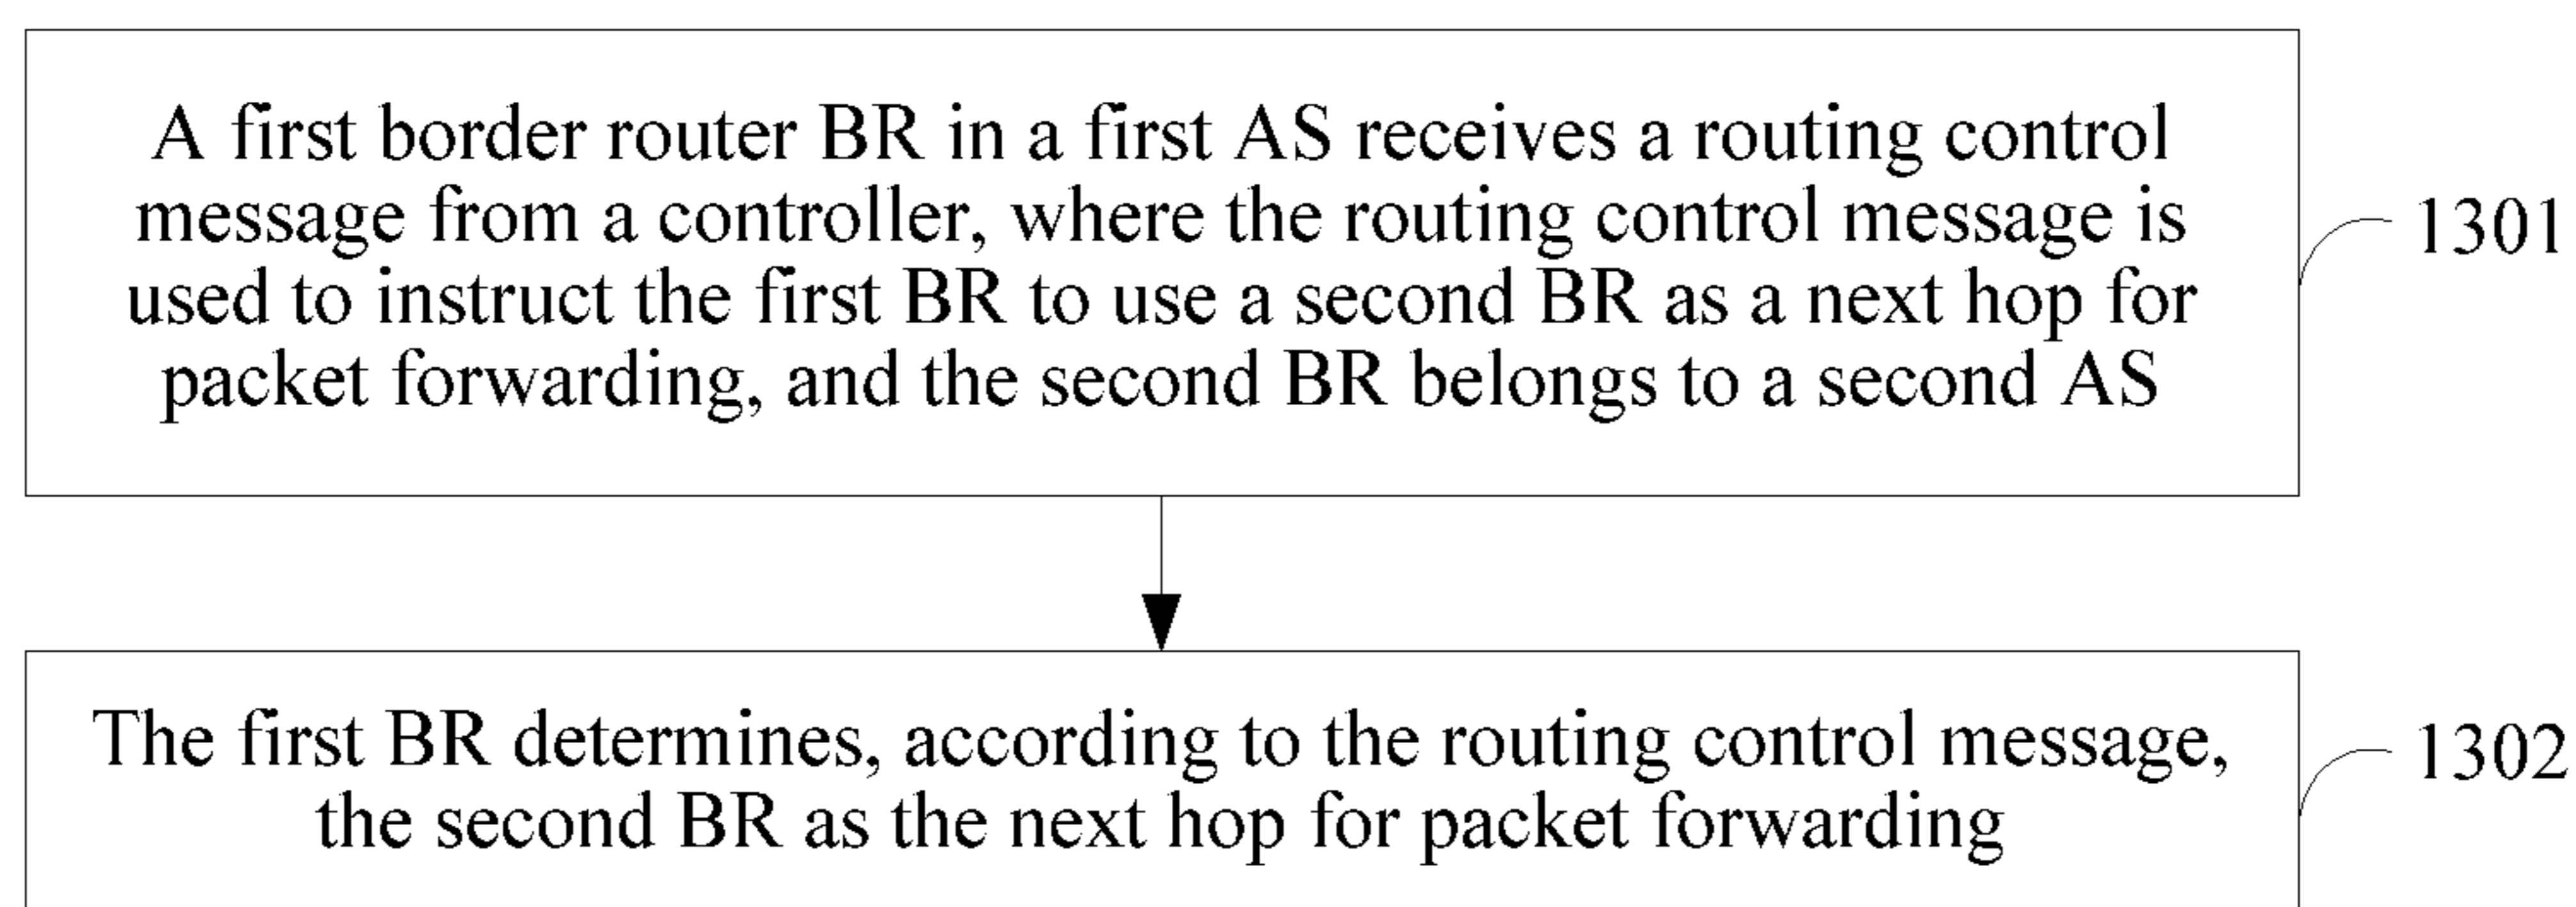 A first border router BR in a first AS receives a routing control
message from a controller, where the routing control message is
used to instruct the first BR to use a second BR as a next hop for
packet forwarding, and the second BR belongs to a second AS
1301
The first BR determines, according to the routing control message,
the second BR as the next hop for packet forwarding
1302